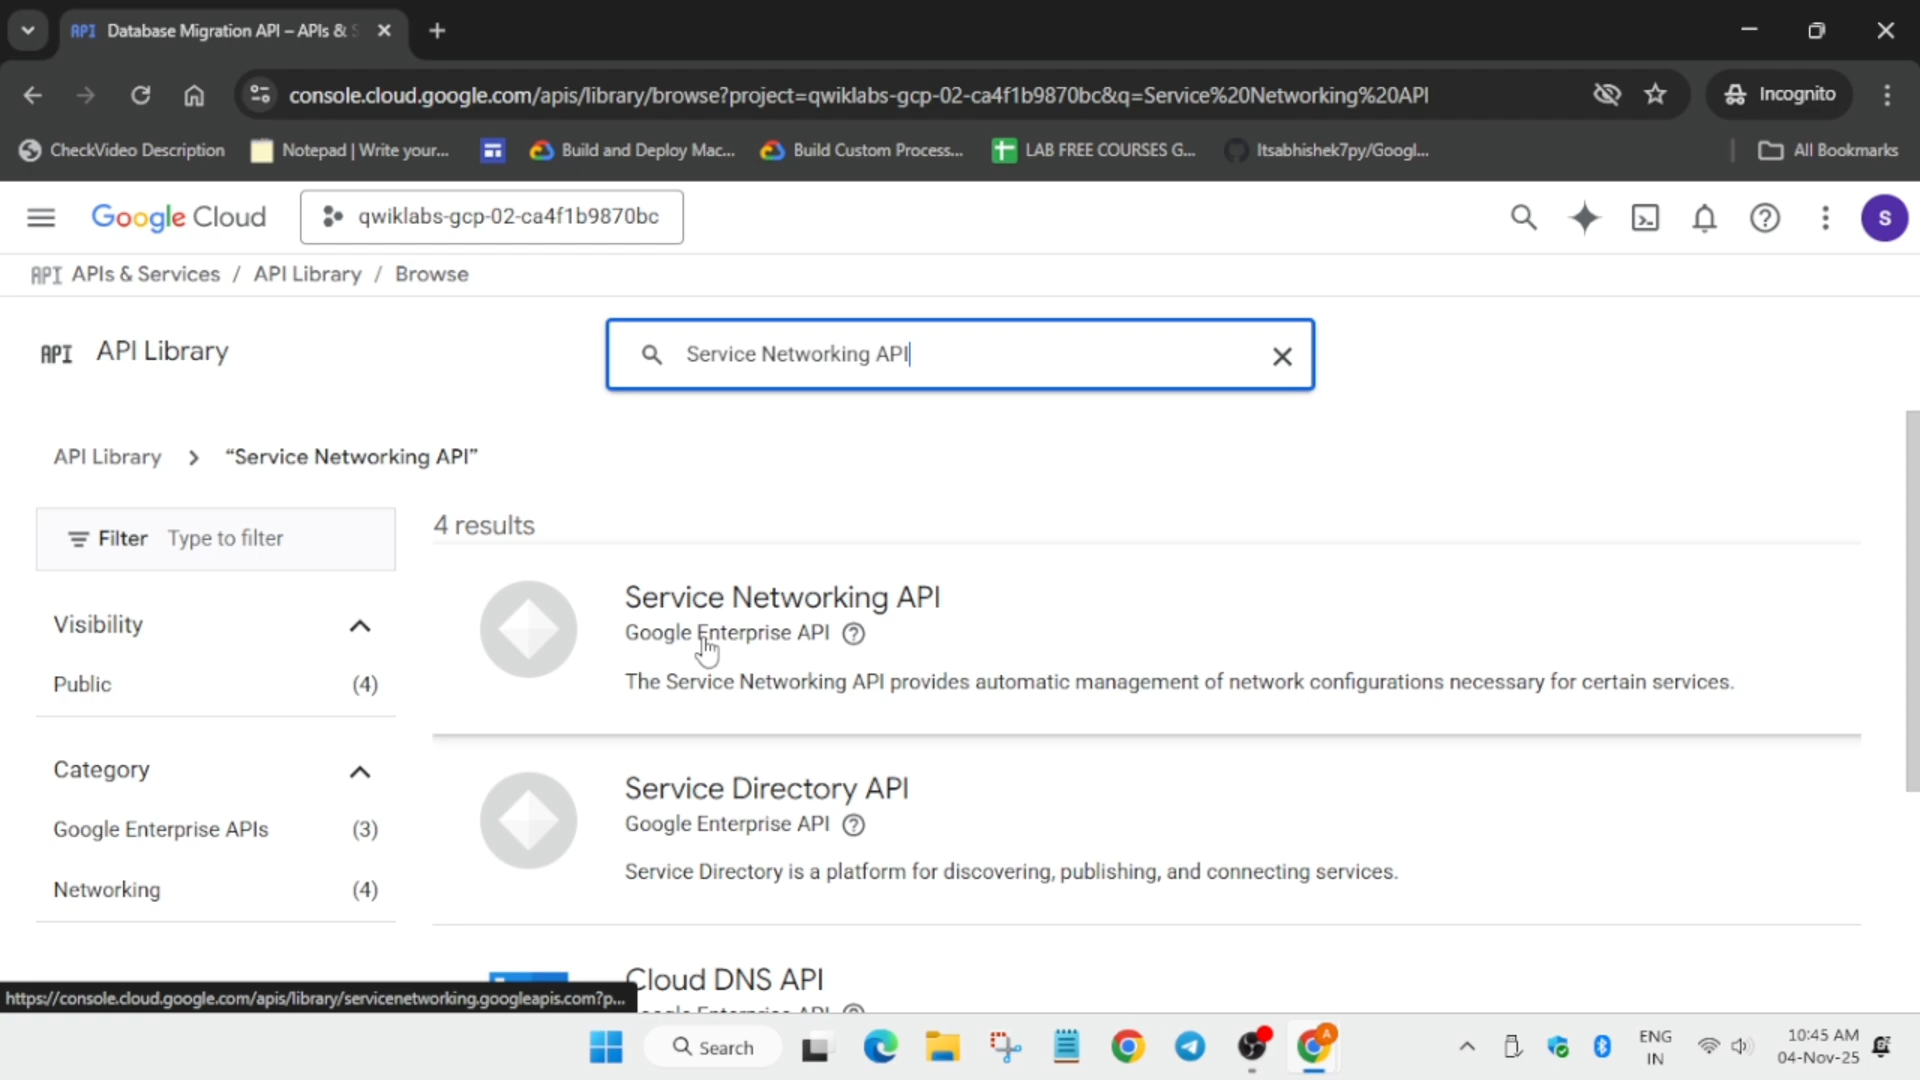 API Database Migration API – APIs & S
console.cloud.google.com/apis/library/browse?project=qwiklabs-gcp-02-ca4f1b9870bc&q=Service%20Networking%20API
Incognito
CheckVideo Description
Notepad | Write your...
Build and Deploy Mac...
Build Custom Process...
LAB FREE COURSES G...
Itsabhishek7py/Googl...
All Bookmarks
Google Cloud
qwiklabs-gcp-02-ca4f1b9870bc
S
API APIs & Services / API Library / Browse
API API Library
Service Networking API
API Library > “Service Networking API”
Filter Type to filter
4 results
Visibility
Public (4)
Category
Google Enterprise APIs (3)
Networking (4)
Service Networking API
Google Enterprise API
The Service Networking API provides automatic management of network configurations necessary for certain services.
Service Directory API
Google Enterprise API
Service Directory is a platform for discovering, publishing, and connecting services.
Cloud DNS API
https://console.cloud.google.com/apis/library/servicenetworking.googleapis.com?p...
Search
A
ENG
IN
10:45 AM
04-Nov-25